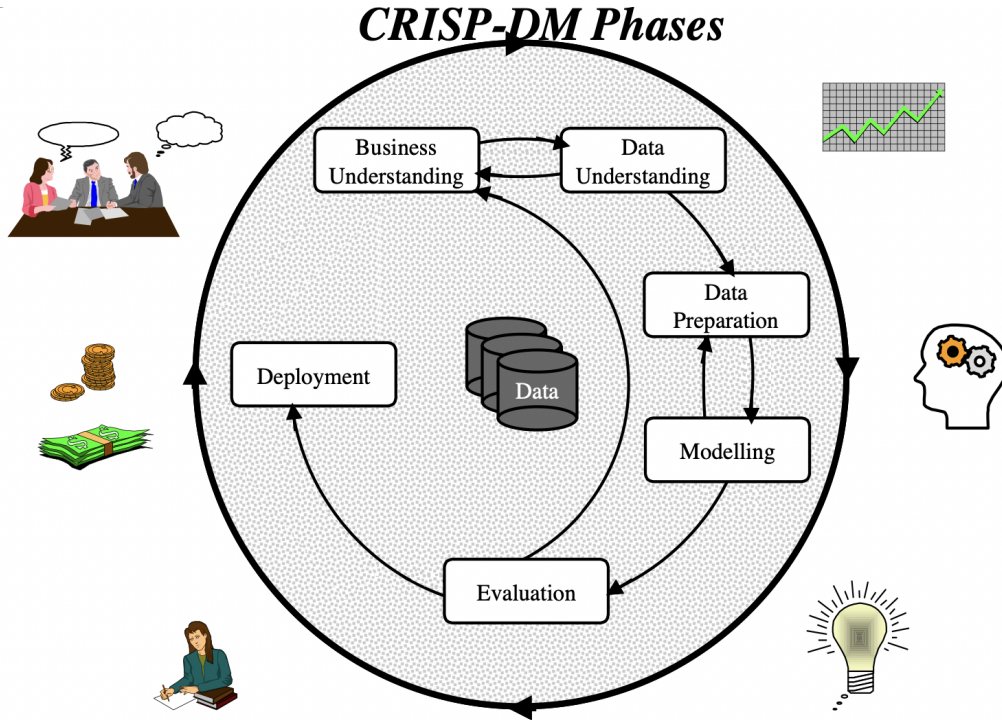 CRISP-DM Phases
Business
Understanding
Data
Understanding
Data
Preparation
Deployment
Data
Modelling
Evaluation
$
$